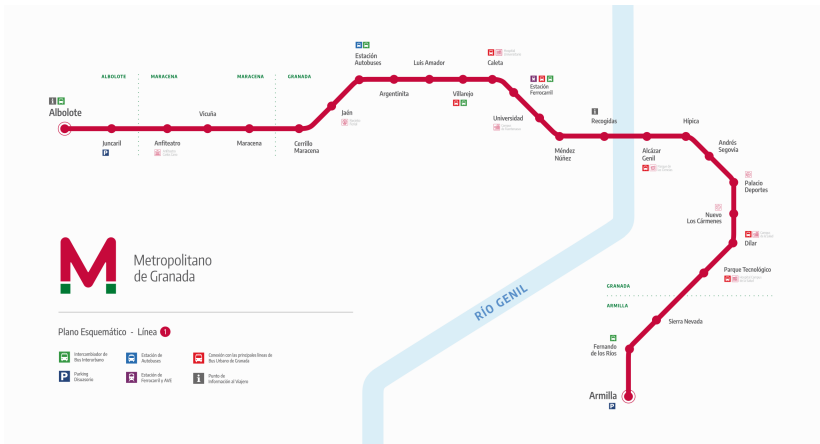 ALBOLOTE
MARACENA
MARACENA
GRANADA
Albolote
Juncaril
P
Anfiteatro
Vicuña
Maracena
Cerrillo
Maracena
Jaén
Estación
Autobuses
Argentinita
Luis Amador
Villarejo
Caleta
Universidad
Estación
Ferrocarril
Méndez
Núñez
Recogidas
Alcázar
Genil
Hípica
Andrés
Segovia
Palacio
Deportes
Nuevo
Los Cármenes
Dílar
Parque Tecnológico
GRANADA
ARMILLA
Sierra Nevada
Fernando
de los Ríos
Armilla
P
RÍO GENIL
M
Metropolitano
de Granada
Plano Esquemático - Línea 1
Intercambiador de
Bus Interurbano
Estación de
Autobuses
Conexión con las principales líneas de
Bus Urbano de Granada
P
Parking
Disuasorio
Estación de
Ferrocarril y AVE
i
Punto de
Información al Viajero